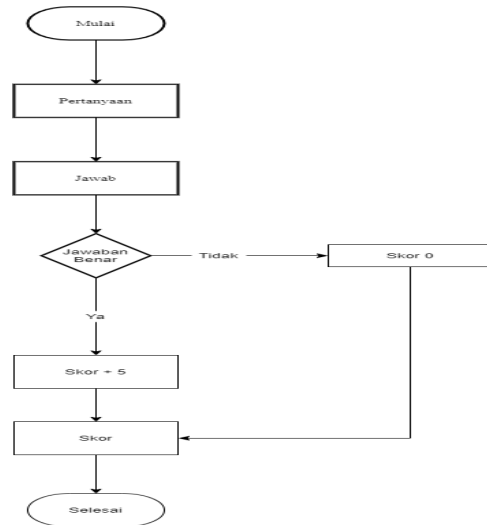 Mulai
Pertanyaan
Jawab
Jawaban
Benar
Tidak
Skor 0
Ya
Skor + 5
Skor
Selesai